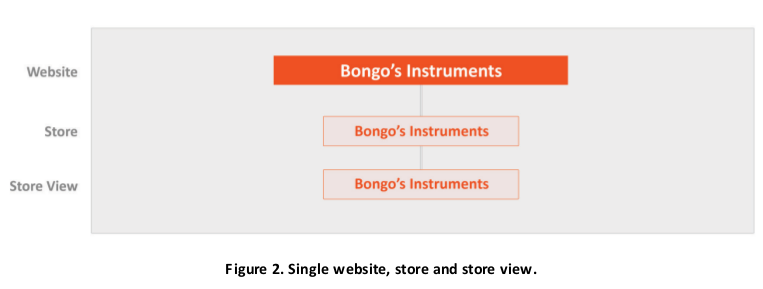 Website
Bongo's Instruments
Store
Bongo's Instruments
Store View
Bongo's Instruments
Figure 2. Single website, store and store view.